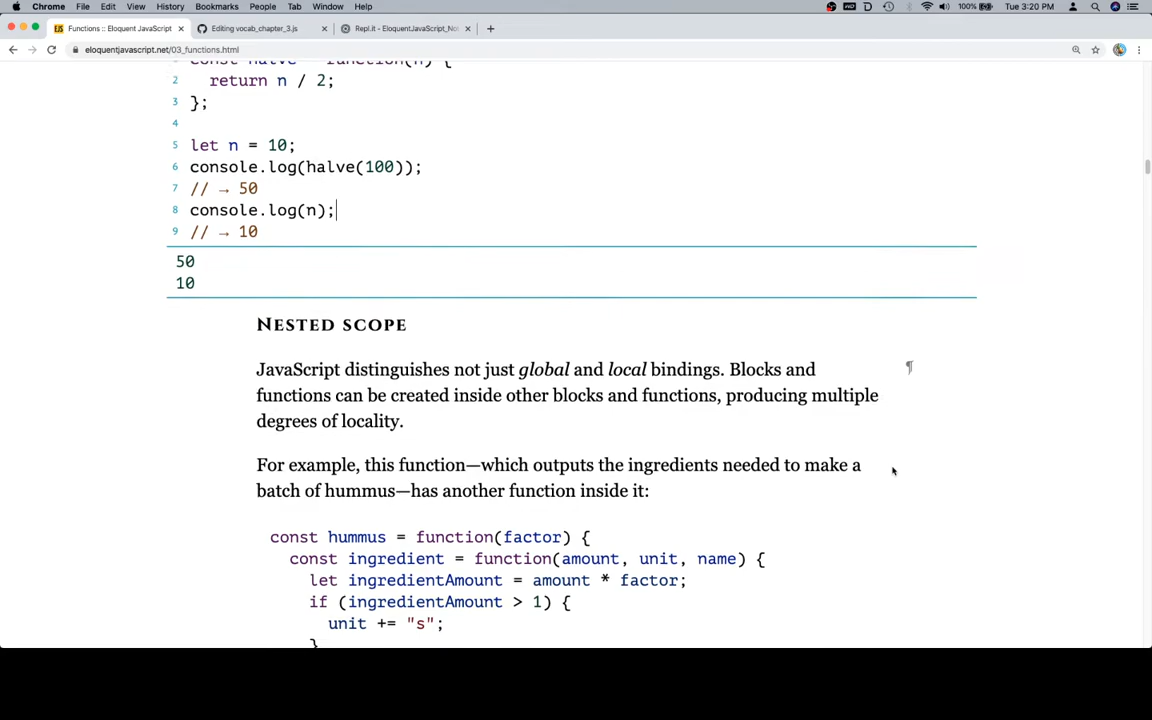 Chrome File Edit View History Bookmarks People Tab Window Help 100% Tue 3:20 PM
Functions :: Eloquent JavaScript × Editing vocab_chapter_3.js × Repl.it - EloquentJavaScript_No ×
eloquentjavascript.net/03_functions.html
const halve = function(n) {
2 return n / 2;
3 };
4
5 let n = 10;
6 console.log(halve(100));
7 // → 50
8 console.log(n);
9 // → 10
50
10
Nested scope
JavaScript distinguishes not just global and local bindings. Blocks and ¶
functions can be created inside other blocks and functions, producing multiple
degrees of locality.
For example, this function—which outputs the ingredients needed to make a
batch of hummus—has another function inside it:
const hummus = function(factor) {
const ingredient = function(amount, unit, name) {
let ingredientAmount = amount * factor;
if (ingredientAmount > 1) {
unit += "s";
}